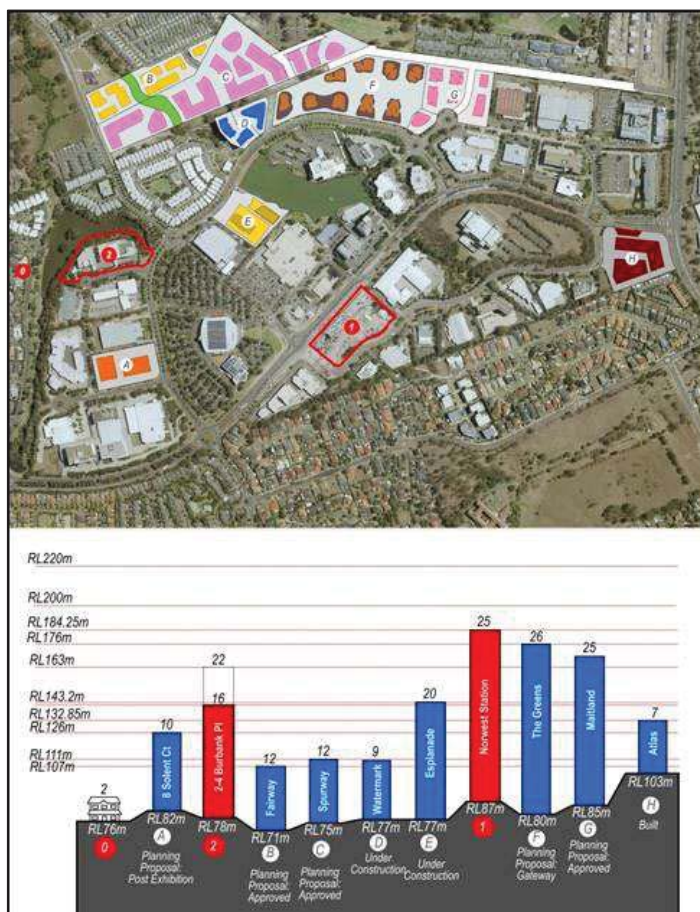 B
C
D
F
G
E
H
0
2
1
A
RL220m
RL200m
RL184.25m
RL176m
RL163m
RL143.2m
RL132.85m
RL126m
RL111m
RL107m
2
10
22
16
12
12
9
20
25
26
25
7
8 Solent Ct
2-4 Burbank Pl
Fairway
Spurway
Watermark
Esplanade
Norwest Station
The Greens
Maitland
Atlas
RL76m
RL82m
RL78m
RL71m
RL75m
RL77m
RL77m
RL87m
RL80m
RL85m
RL103m
0
A
2
B
C
D
E
1
F
G
H
Planning
Proposal:
Post Exhibition
Planning
Proposal:
Approved
Planning
Proposal:
Approved
Under
Construction
Under
Construction
Planning
Proposal:
Gateway
Planning
Proposal:
Approved
Built